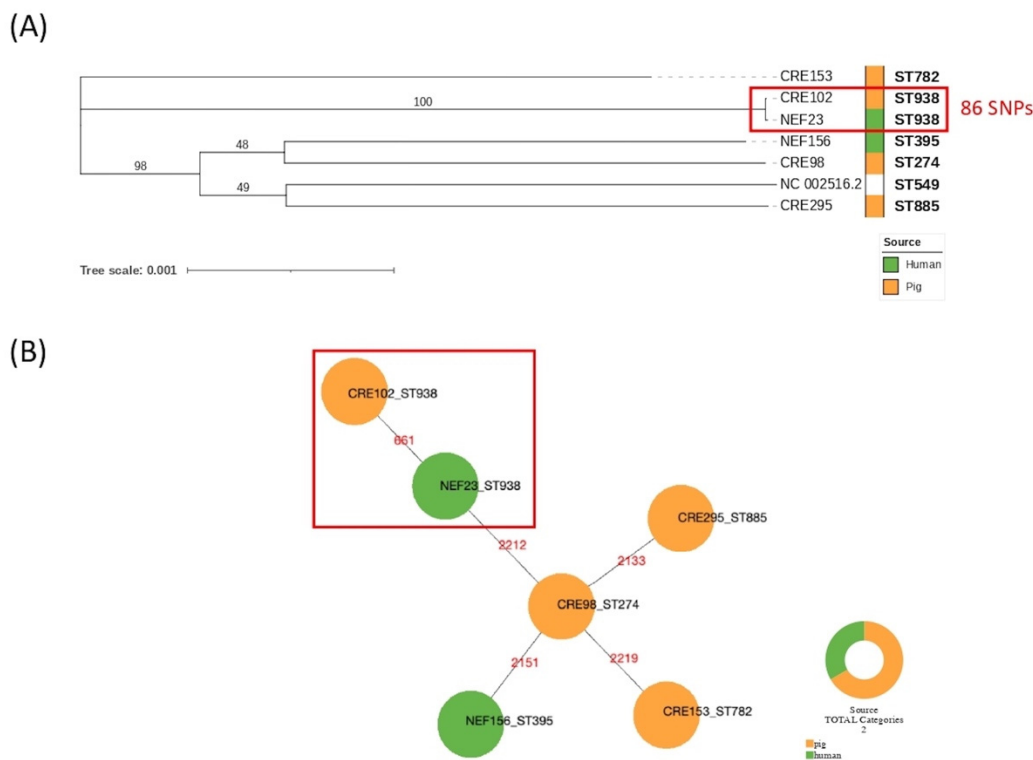 (A)
CRE153 ST782
100 CRE102 ST938 86 SNPs
NEF23 ST938
48 NEF156 ST395
98 CRE98 ST274
49 NC 002516.2 ST549
CRE295 ST885
Tree scale: 0.001
Source
Human
Pig
(B)
CRE102_ST938
661
NEF23_ST938
2212
CRE295_ST885
2133
CRE98_ST274
2151
2219
NEF156_ST395
CRE153_ST782
Source
TOTAL Categories
2
pig
human